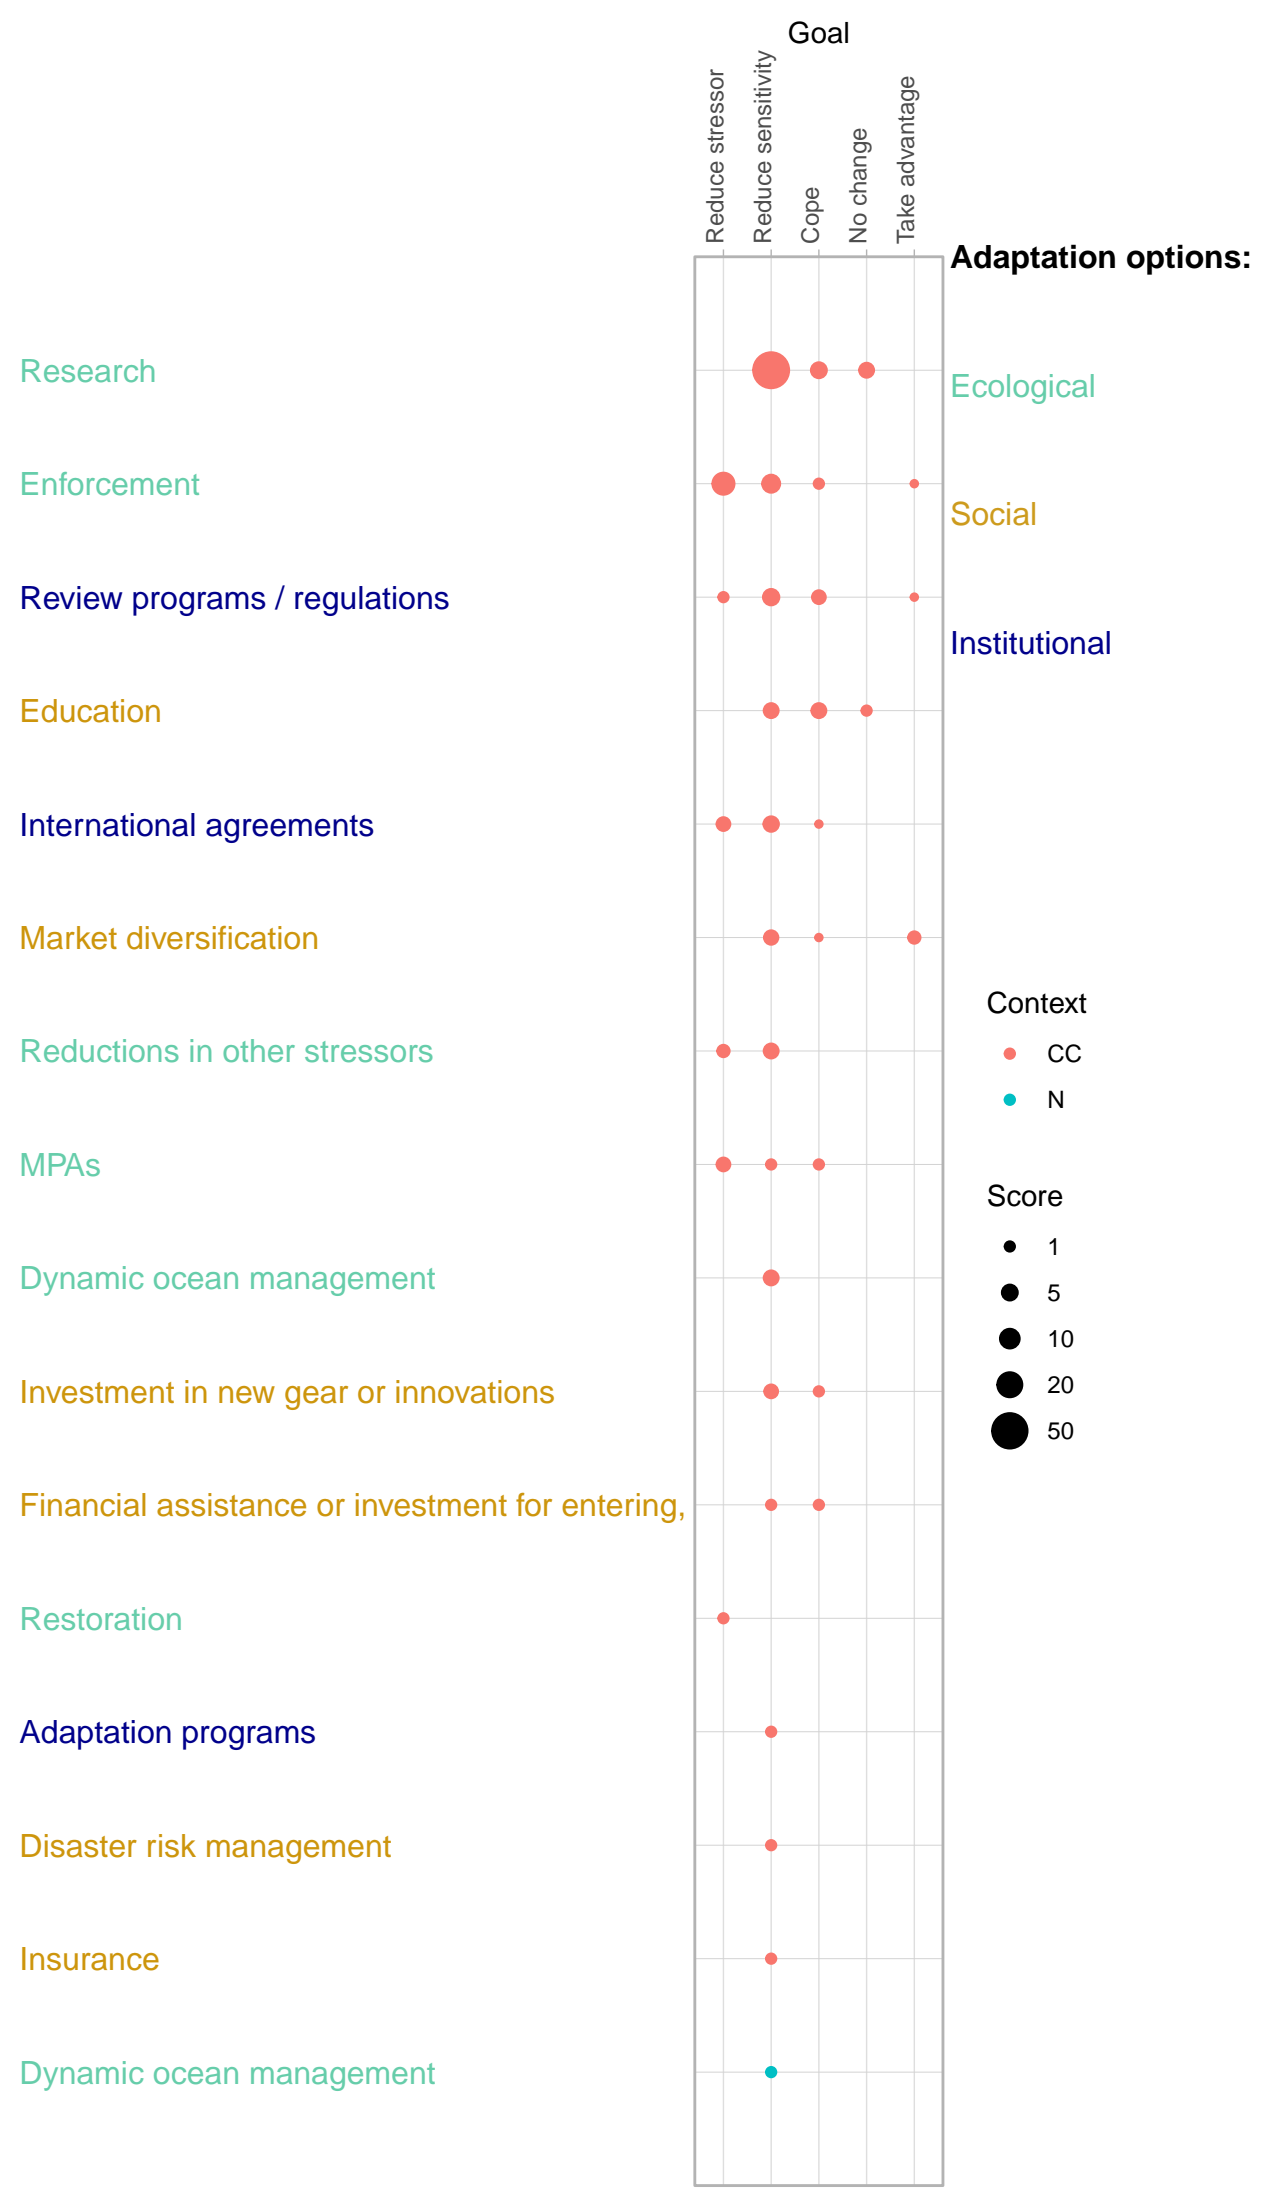 Goal
Reduce stressor
Reduce sensitivity
Cope
No change
Take advantage
Adaptation options:
Ecological
Social
Institutional
Research
Enforcement
Review programs / regulations
Education
International agreements
Market diversification
Reductions in other stressors
MPAs
Dynamic ocean management
Investment in new gear or innovations
Financial assistance or investment for entering,
Restoration
Adaptation programs
Disaster risk management
Insurance
Dynamic ocean management
Context
CC
N
Score
1
5
10
20
50